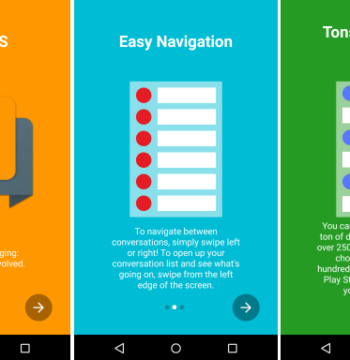 S
ging:
olved.
Easy Navigation
To navigate between
conversations, simply swipe left
or right! To open up your
conversation list and see what's
going on, swipe from the left
edge of the screen.
Tons
You ca
ton of d
over 250
cho
hundred
Play St
yo